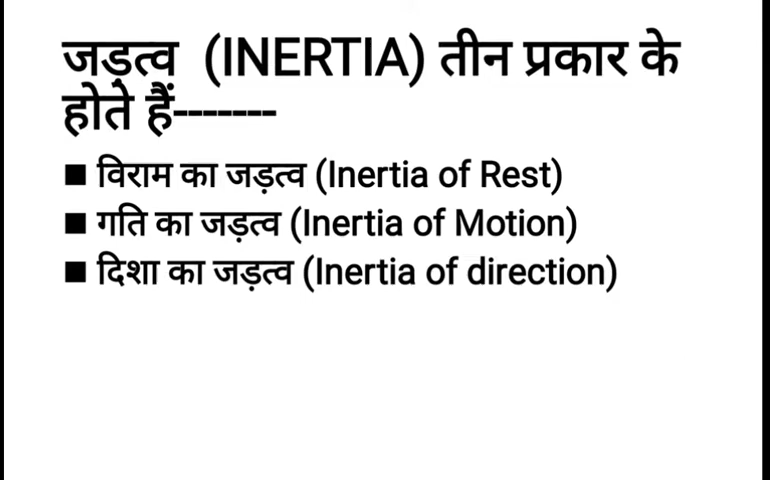 जड़त्व (INERTIA) तीन प्रकार के
होते हैं-------
■ विराम का जड़त्व (Inertia of Rest)
■ गति का जड़त्व (Inertia of Motion)
■ दिशा का जड़त्व (Inertia of direction)